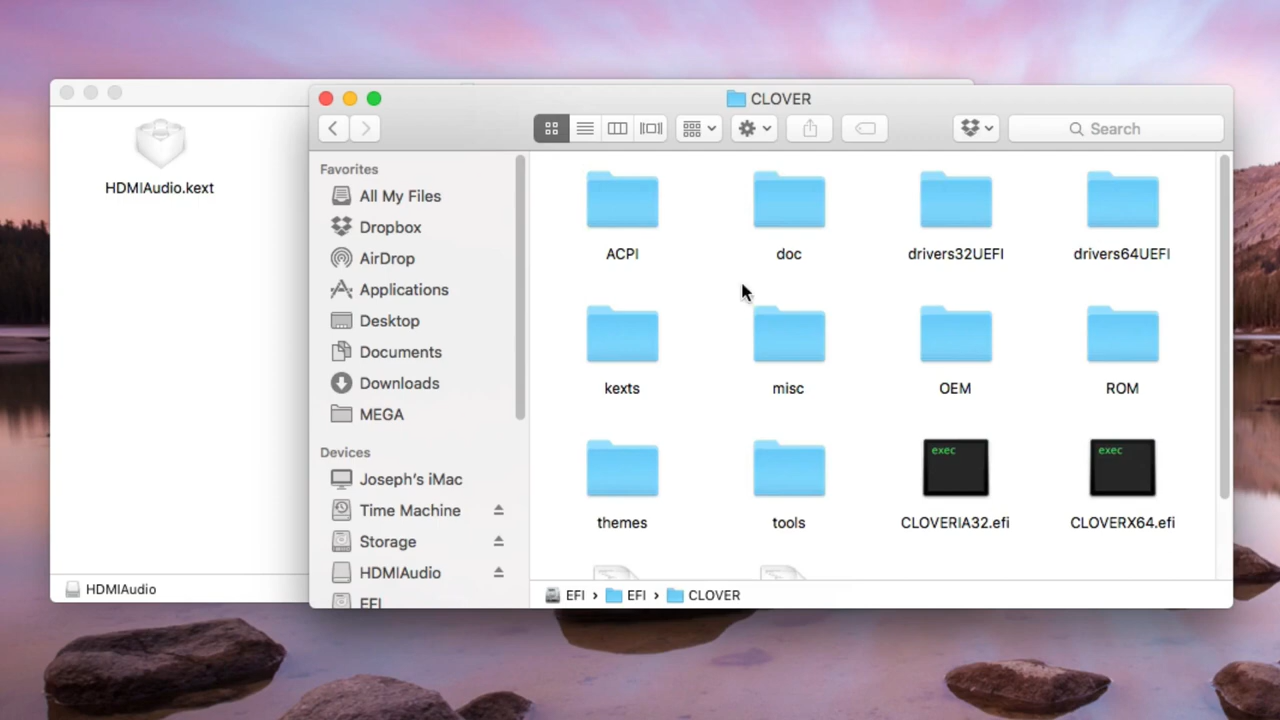 HDMIAudio.kext
HDMIAudio
CLOVER
Search
Favorites
All My Files
Dropbox
AirDrop
Applications
Desktop
Documents
Downloads
MEGA
Devices
Joseph's iMac
Time Machine
Storage
HDMIAudio
EFI
ACPI doc drivers32UEFI drivers64UEFI
kexts misc OEM ROM
exec exec
themes tools CLOVERIA32.efi CLOVERX64.efi
EFI › EFI › CLOVER